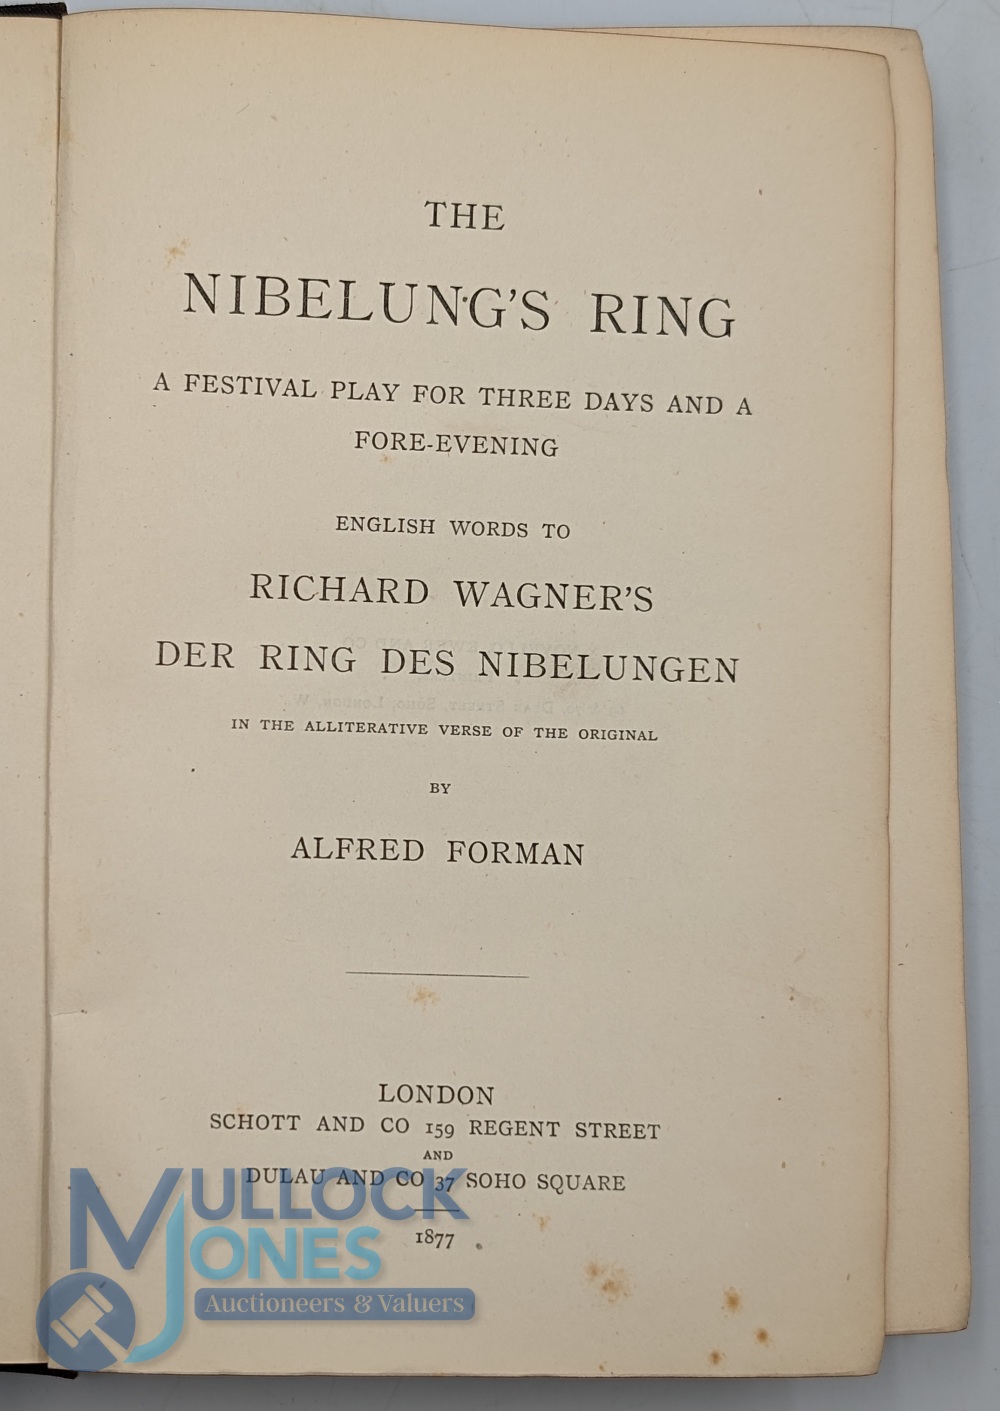 THE
NIBELUNG'S RING
A FESTIVAL PLAY FOR THREE DAYS AND A
FORE-EVENING
ENGLISH WORDS TO
RICHARD WAGNER'S
DER RING DES NIBELUNGEN
IN THE ALLITERATIVE VERSE OF THE ORIGINAL
BY
ALFRED FORMAN
LONDON
SCHOTT AND CO 159 REGENT STREET
AND
DULAU AND CO 37 SOHO SQUARE
1877
MULLOCK
JONES
Auctioneers & Valuers